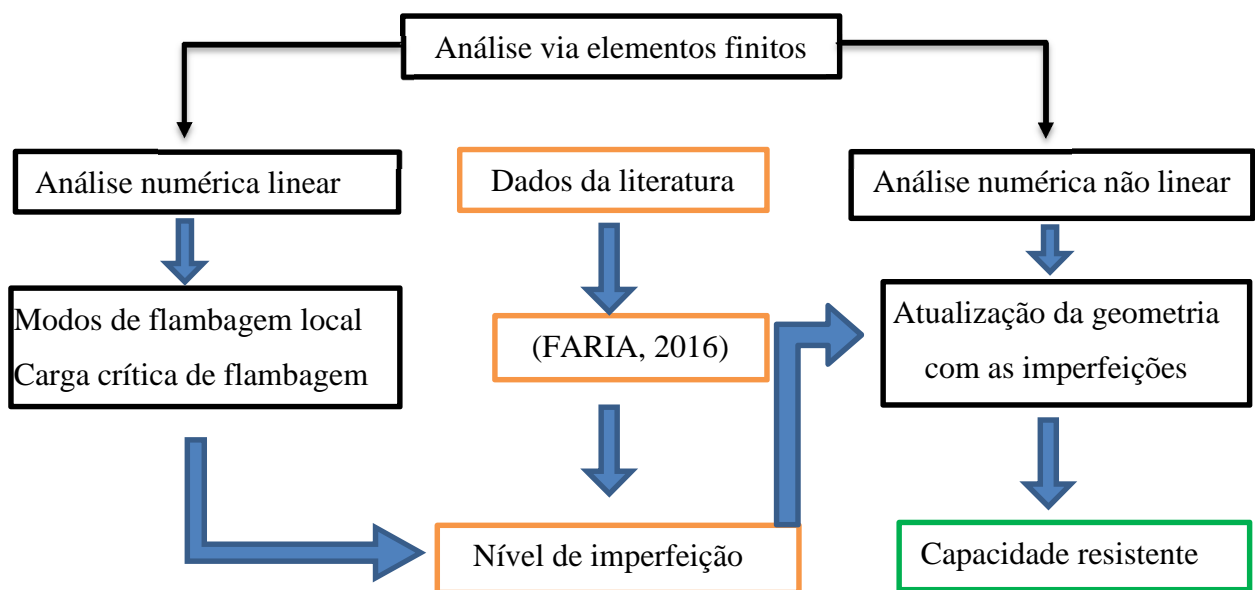 Análise via elementos finitos
Análise numérica linear
Dados da literatura
Análise numérica não linear
Modos de flambagem local
Carga crítica de flambagem
(FARIA, 2016)
Atualização da geometria
com as imperfeições
Nível de imperfeição
Capacidade resistente